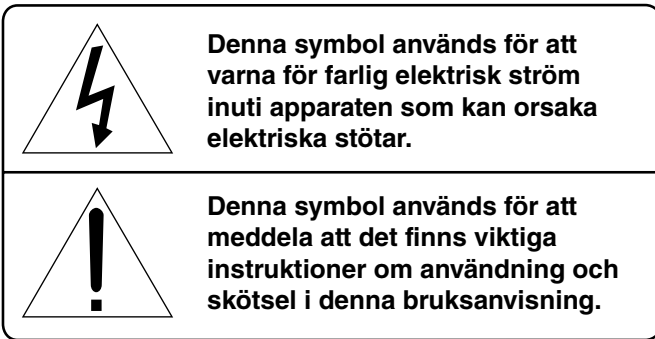 Denna symbol används för att
varna för farlig elektrisk ström
inuti apparaten som kan orsaka
elektriska stötar.
Denna symbol används för att
meddela att det finns viktiga
instruktioner om användning och
skötsel i denna bruksanvisning.